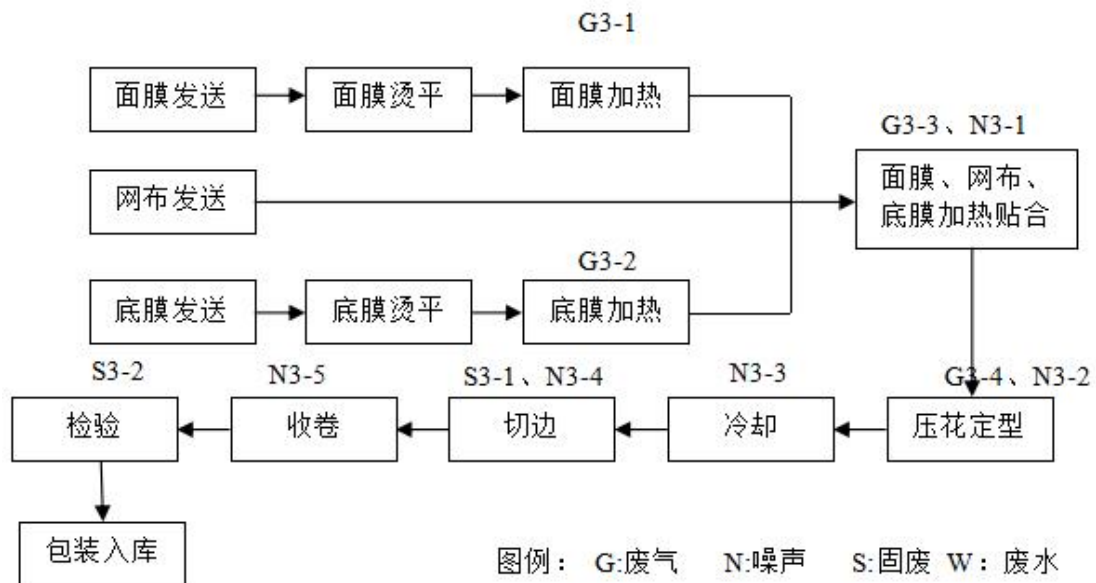 G3-1
面膜发送
面膜烫平
面膜加热
G3-3、N3-1
面膜、网布、
底膜加热贴合
网布发送
G3-2
底膜发送
底膜烫平
底膜加热
S3-2
N3-5
S3-1、N3-4
N3-3
G3-4、N3-2
检验
收卷
切边
冷却
压花定型
包装入库
图例： G:废气 N:噪声 S:固废 W：废水